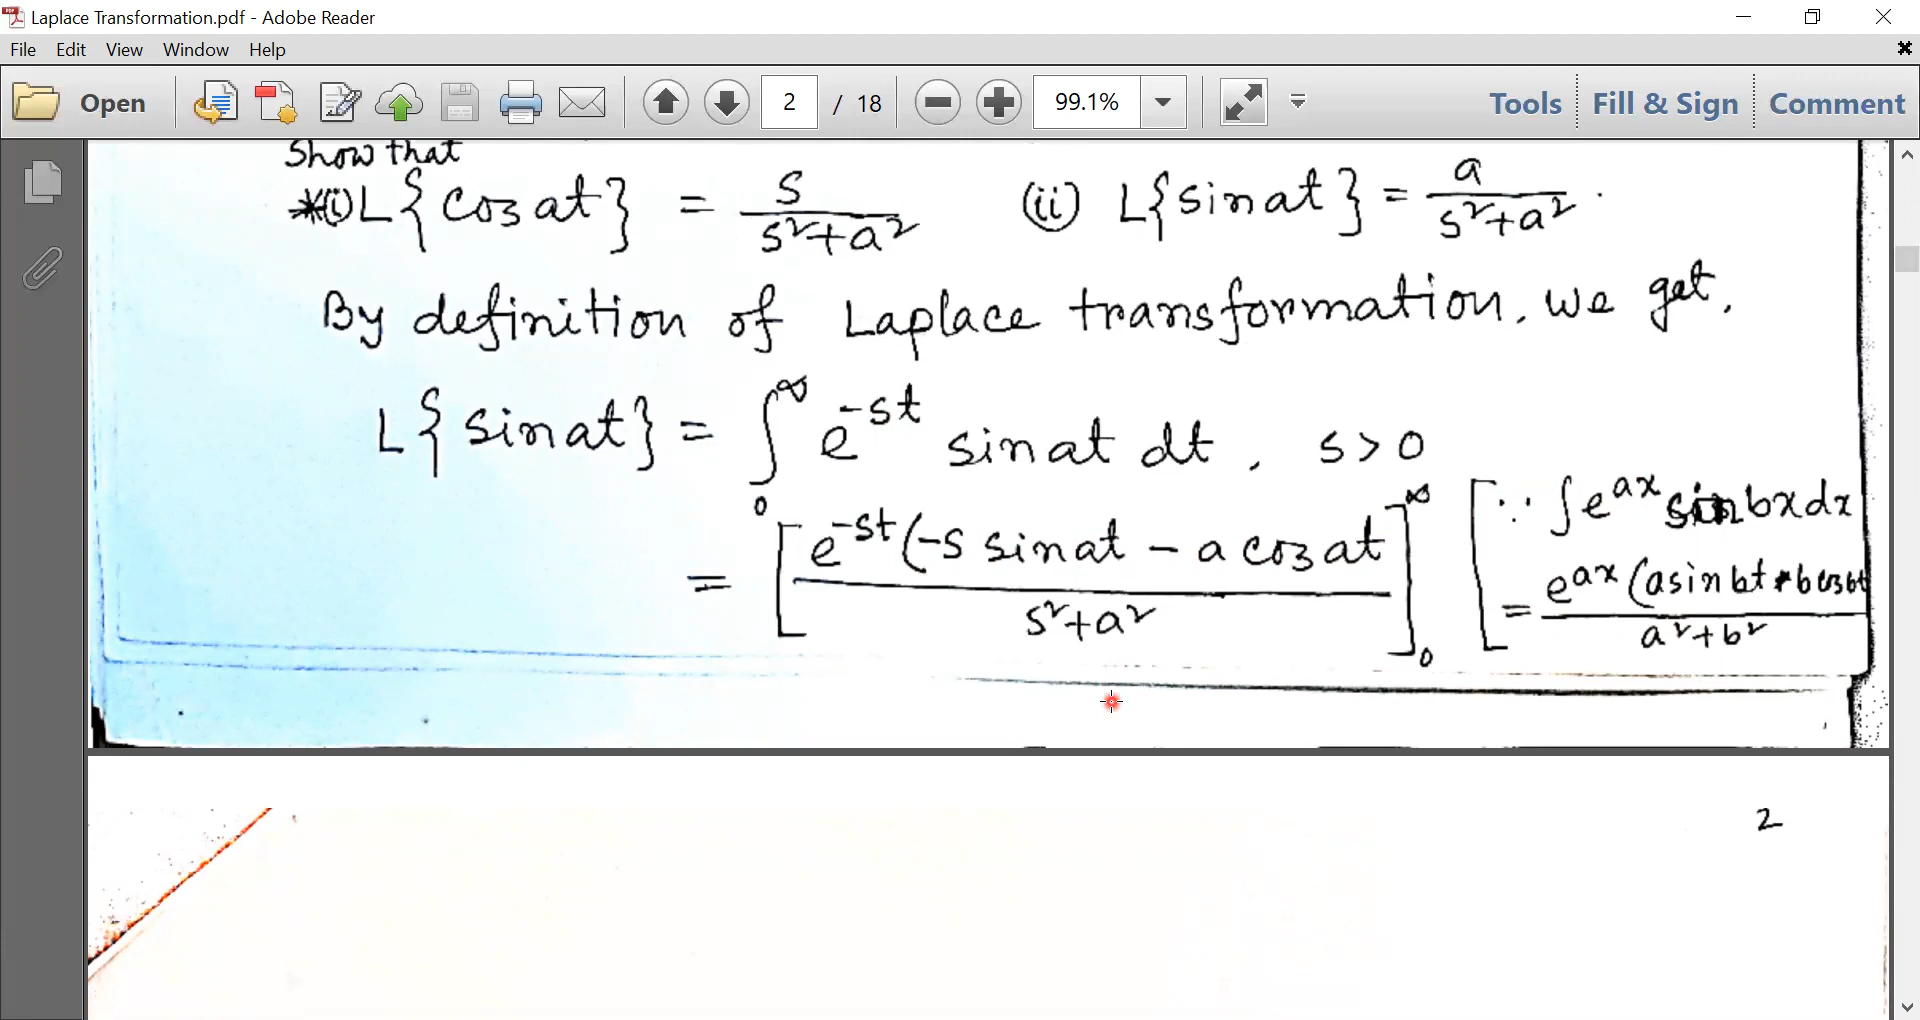 Laplace Transformation.pdf - Adobe Reader
File Edit View Window Help
Open 2 / 18 99.1% Tools Fill & Sign Comment
Show that
*(i) L{cos at} = s/(s²+a²) (ii) L{sin at} = a/(s²+a²).
By definition of Laplace transformation, we get,
L{sin at} = ∫₀^∞ e^(-st) sin at dt, s > 0
= [e^(-st) (-s sin at - a cos at / (s²+a²)]₀^∞ [∵ ∫e^(ax) sin bx dx
= e^(ax) (a sin bt - b cos bt / (a²+b²)
2